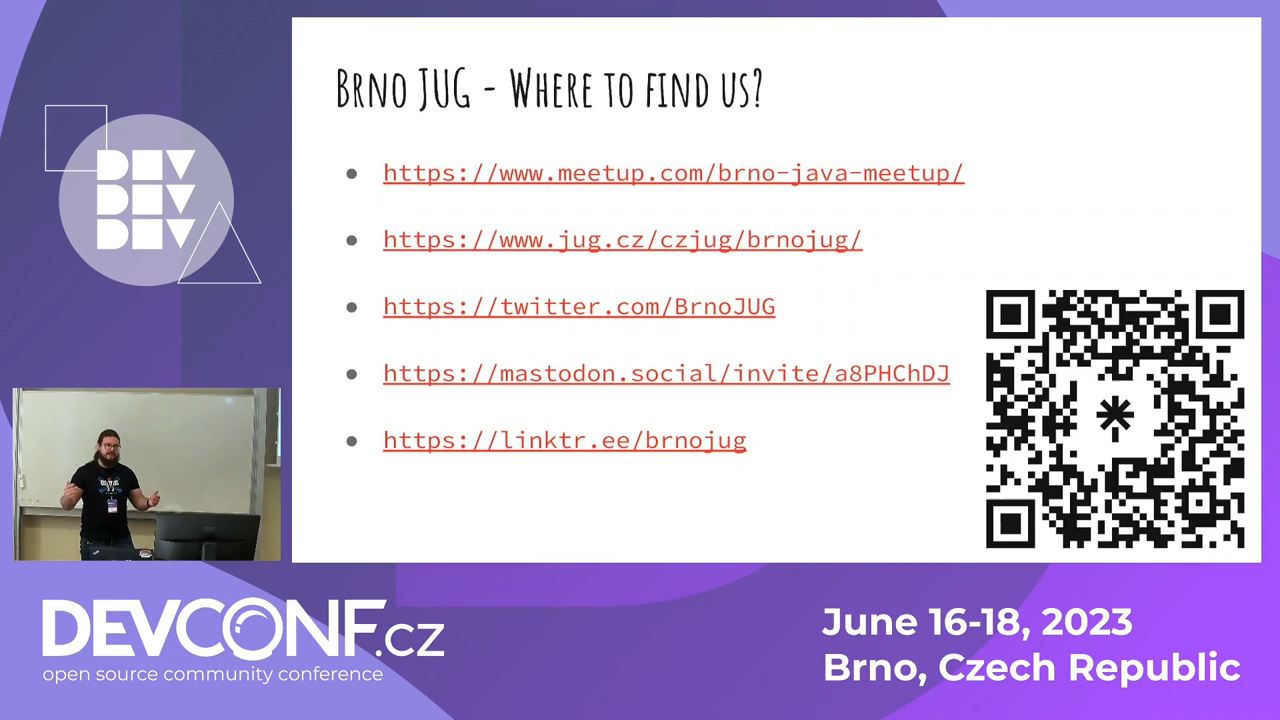 Brno JUG - Where to find us?
https://www.meetup.com/brno-java-meetup/
https://www.jug.cz/czjug/brnojug/
https://twitter.com/BrnoJUG
https://mastodon.social/invite/a8PHChDJ
https://linktr.ee/brnojug
DEV
DEV
DEV
DEVCONF.cz
open source community conference
June 16-18, 2023
Brno, Czech Republic